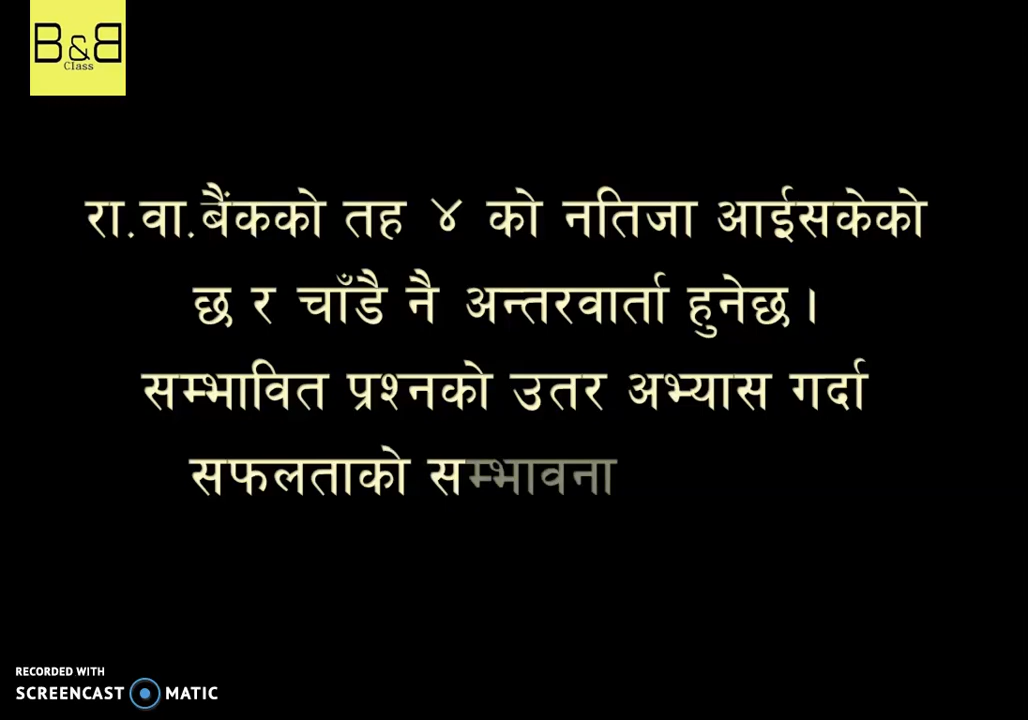 B&B
Class
रा.वा.बैंकको तह ४ को नतिजा आईसकेको
छ र चाँडै नै अन्तरवार्ता हुनेछ ।
सम्भावित प्रश्नको उतर अभ्यास गर्दा
सफलताको सम्भावना
RECORDED WITH
SCREENCAST MATIC